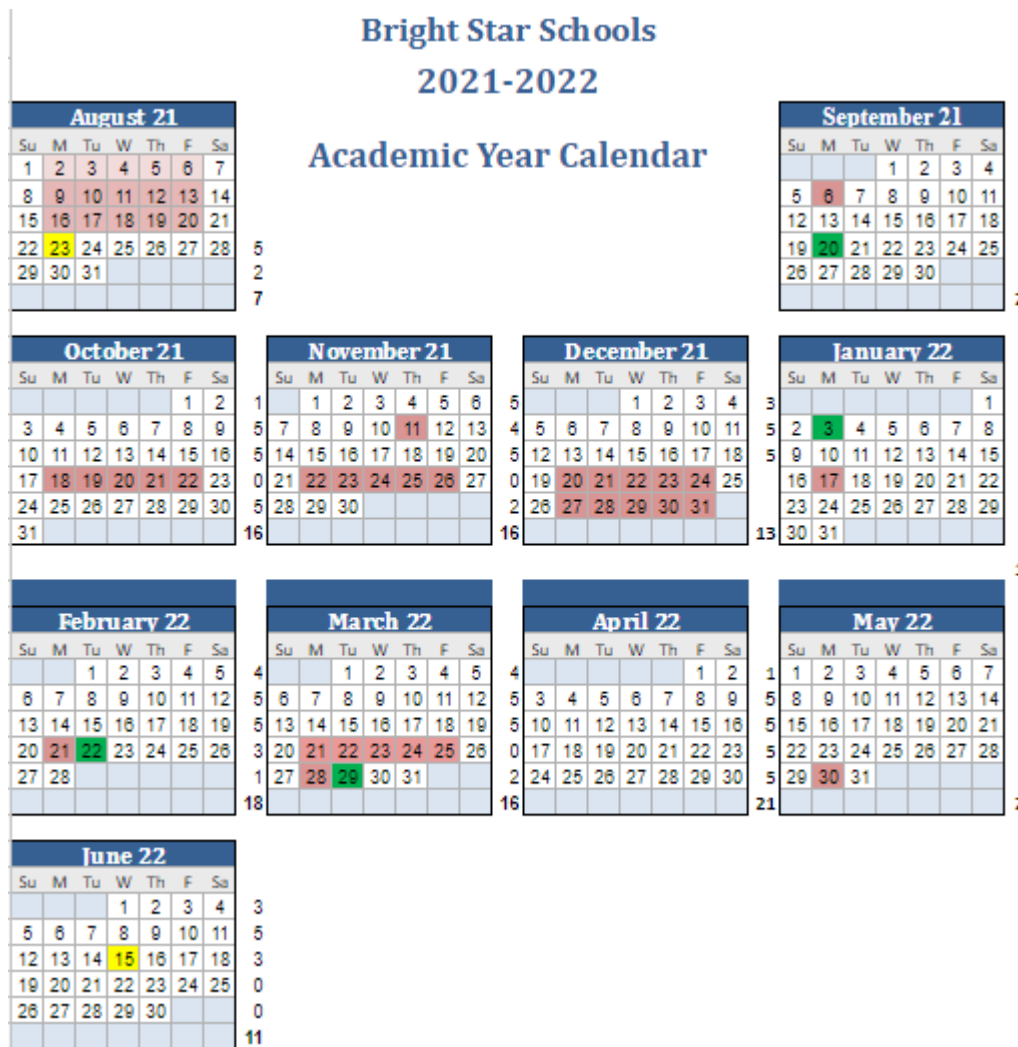 Bright Star Schools
2021-2022
Academic Year Calendar
August 21
Su M Tu W Th F Sa
1 2 3 4 5 6 7
8 9 10 11 12 13 14
15 16 17 18 19 20 21
22 23 24 25 26 27 28 5
29 30 31 2
7
September 21
Su M Tu W Th F Sa
1 2 3 4
5 6 7 8 9 10 11
12 13 14 15 16 17 18
19 20 21 22 23 24 25
26 27 28 29 30
October 21
Su M Tu W Th F Sa
1 2 1
3 4 5 6 7 8 9 5
10 11 12 13 14 15 16 5
17 18 19 20 21 22 23 0
24 25 26 27 28 29 30 5
31 16
November 21
Su M Tu W Th F Sa
1 2 3 4 5 6 5
7 8 9 10 11 12 13 4
14 15 16 17 18 19 20 5
21 22 23 24 25 26 27 0
28 29 30 2
16
December 21
Su M Tu W Th F Sa
1 2 3 4 3
5 6 7 8 9 10 11 5
12 13 14 15 16 17 18 5
19 20 21 22 23 24 25
26 27 28 29 30 31
13
January 22
Su M Tu W Th F Sa
1
2 3 4 5 6 7 8
9 10 11 12 13 14 15
16 17 18 19 20 21 22
23 24 25 26 27 28 29
30 31
February 22
Su M Tu W Th F Sa
1 2 3 4 5 4
6 7 8 9 10 11 12 5
13 14 15 16 17 18 19 5
20 21 22 23 24 25 26 3
27 28 1
18
March 22
Su M Tu W Th F Sa
1 2 3 4 5 4
6 7 8 9 10 11 12 5
13 14 15 16 17 18 19 5
20 21 22 23 24 25 26 0
27 28 29 30 31 2
16
April 22
Su M Tu W Th F Sa
1 2 1
3 4 5 6 7 8 9 5
10 11 12 13 14 15 16 5
17 18 19 20 21 22 23 5
24 25 26 27 28 29 30 5
21
May 22
Su M Tu W Th F Sa
1 2 3 4 5 6 7
8 9 10 11 12 13 14
15 16 17 18 19 20 21
22 23 24 25 26 27 28
29 30 31
June 22
Su M Tu W Th F Sa
1 2 3 4 3
5 6 7 8 9 10 11 5
12 13 14 15 16 17 18 3
19 20 21 22 23 24 25 0
26 27 28 29 30 0
11